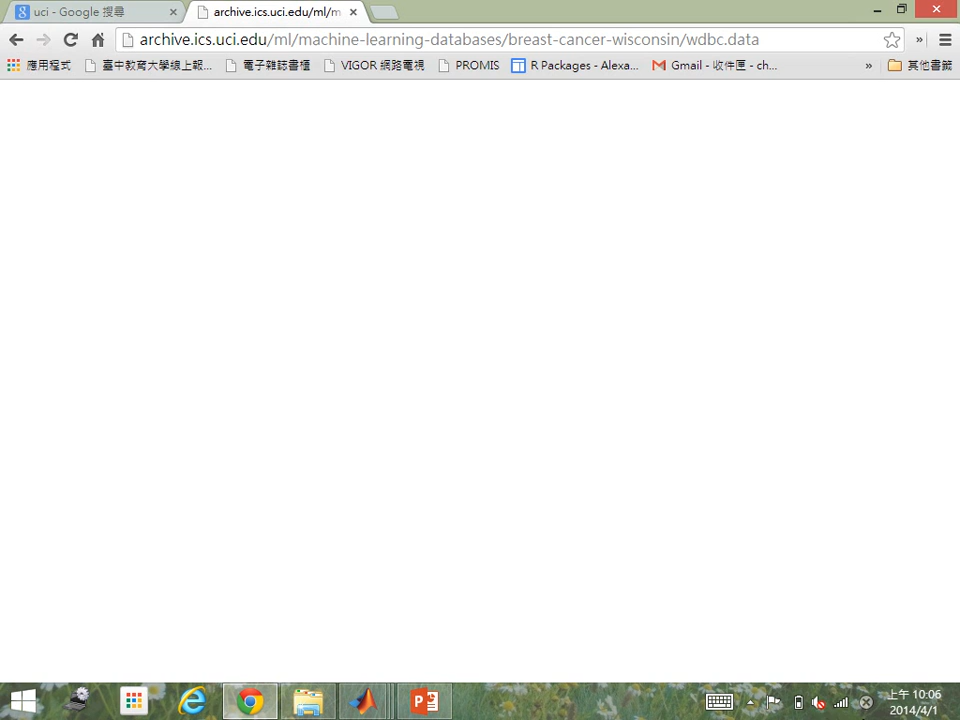 uci - Google 搜尋
archive.ics.uci.edu/ml/m
archive.ics.uci.edu/ml/machine-learning-databases/breast-cancer-wisconsin/wdbc.data
應用程式 臺中教育大學線上報... 電子雜誌書櫃 VIGOR 網路電視 PROMIS R Packages - Alexa... Gmail - 收件匣 - ch... » 其他書籤
上午 10:06
2014/4/1